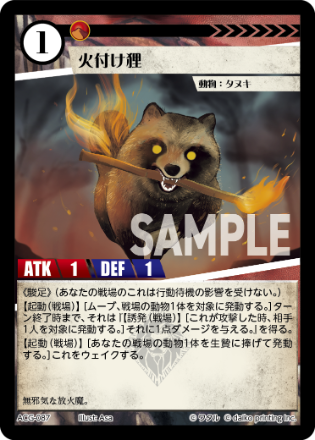 1
火付け狸
動物：タヌキ
SAMPLE
ATK 1 DEF 1
《駿足》(あなたの戦場のこれは行動待機の影響を受けない。)
【起動(戦場)】[ムーブ、戦場の動物1体を対象に発動する。]ター
ン終了時まで、それは『【誘発(戦場)】[これが攻撃した時、相手
1人を対象に発動する。]それに1点ダメージを与える。』を得る。
【起動(戦場)】[あなたの戦場の動物1体を生贄に捧げて発動
する。]これをウェイクする。
無邪気な放火魔。
ACG-037 Illust: Asa © ククル © daiko printing inc.